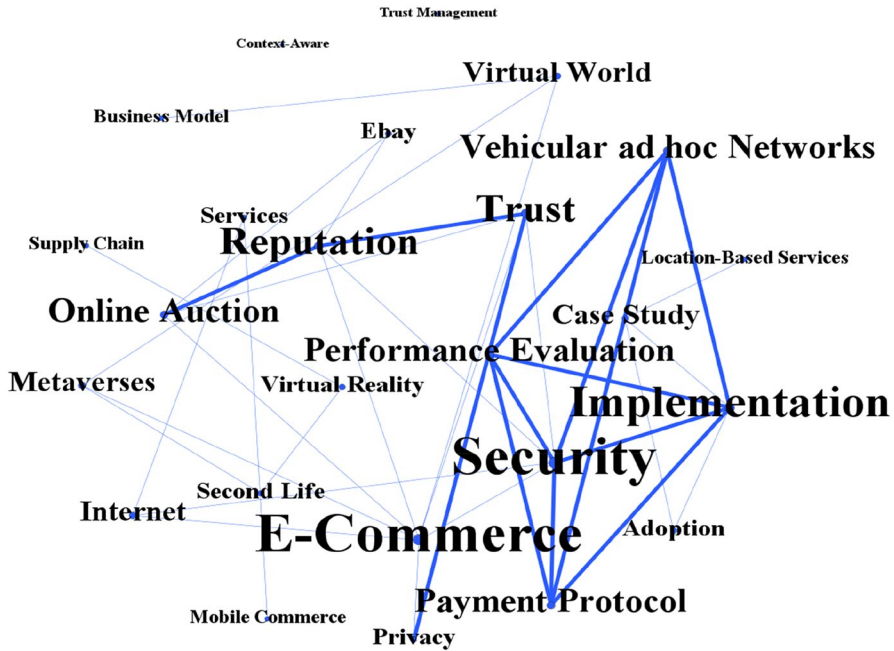 Trust Management
Context-Aware
Virtual World
Business Model
Ebay
Vehicular ad hoc Networks
Trust
Services
Reputation
Supply Chain
Location-Based Services
Online Auction
Case Study
Performance Evaluation
Metaverses
Virtual Reality
Implementation
Security
Second Life
Internet
E-Commerce
Adoption
Payment Protocol
Mobile Commerce
Privacy